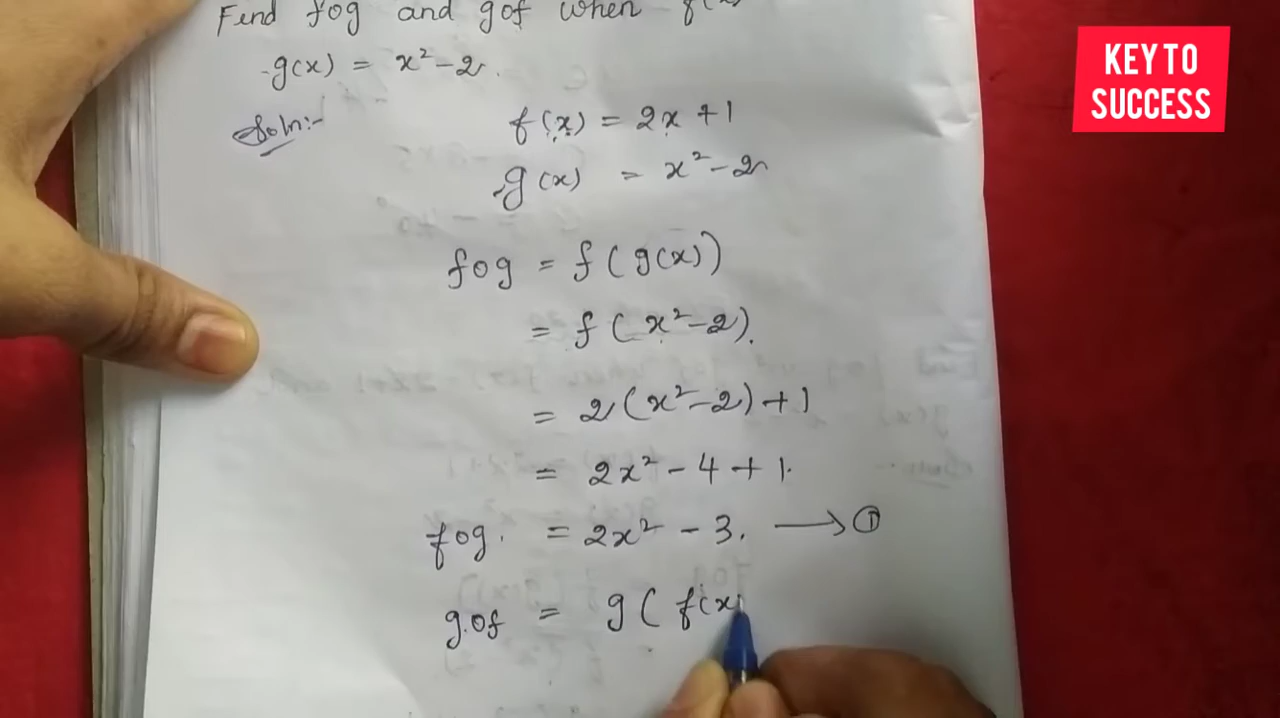 Find fog and gof when f(x)
g(x) = x² - 2.
Soln:-
f(x) = 2x + 1
g(x) = x² - 2
fog = f(g(x))
= f(x² - 2).
= 2(x² - 2) + 1
= 2x² - 4 + 1.
fog. = 2x² - 3. ⟶ ①
gof = g(f(x)
KEY TO
SUCCESS